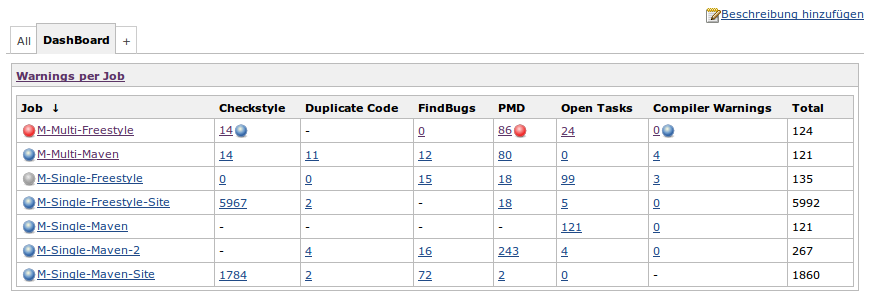 Beschreibung hinzufügen
All DashBoard +
Warnings per Job
Job ↓ Checkstyle Duplicate Code FindBugs PMD Open Tasks Compiler Warnings Total
M-Multi-Freestyle 14 - 0 86 24 0 124
M-Multi-Maven 14 11 12 80 0 4 121
M-Single-Freestyle 0 0 15 18 99 3 135
M-Single-Freestyle-Site 5967 2 - 18 5 0 5992
M-Single-Maven - - - - 121 0 121
M-Single-Maven-2 - 4 16 243 4 0 267
M-Single-Maven-Site 1784 2 72 2 0 - 1860